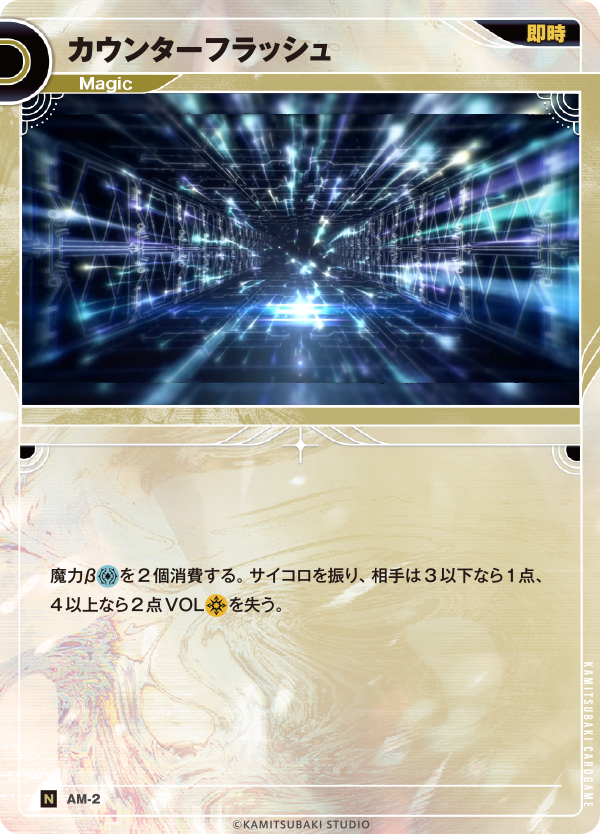 カウンターフラッシュ
即時
Magic
魔力βを2個消費する。サイコロを振り、相手は3以下なら1点、
4以上なら2点VOLを失う。
KAMITSUBAKI CARDGAME
N AM-2
©KAMITSUBAKI STUDIO